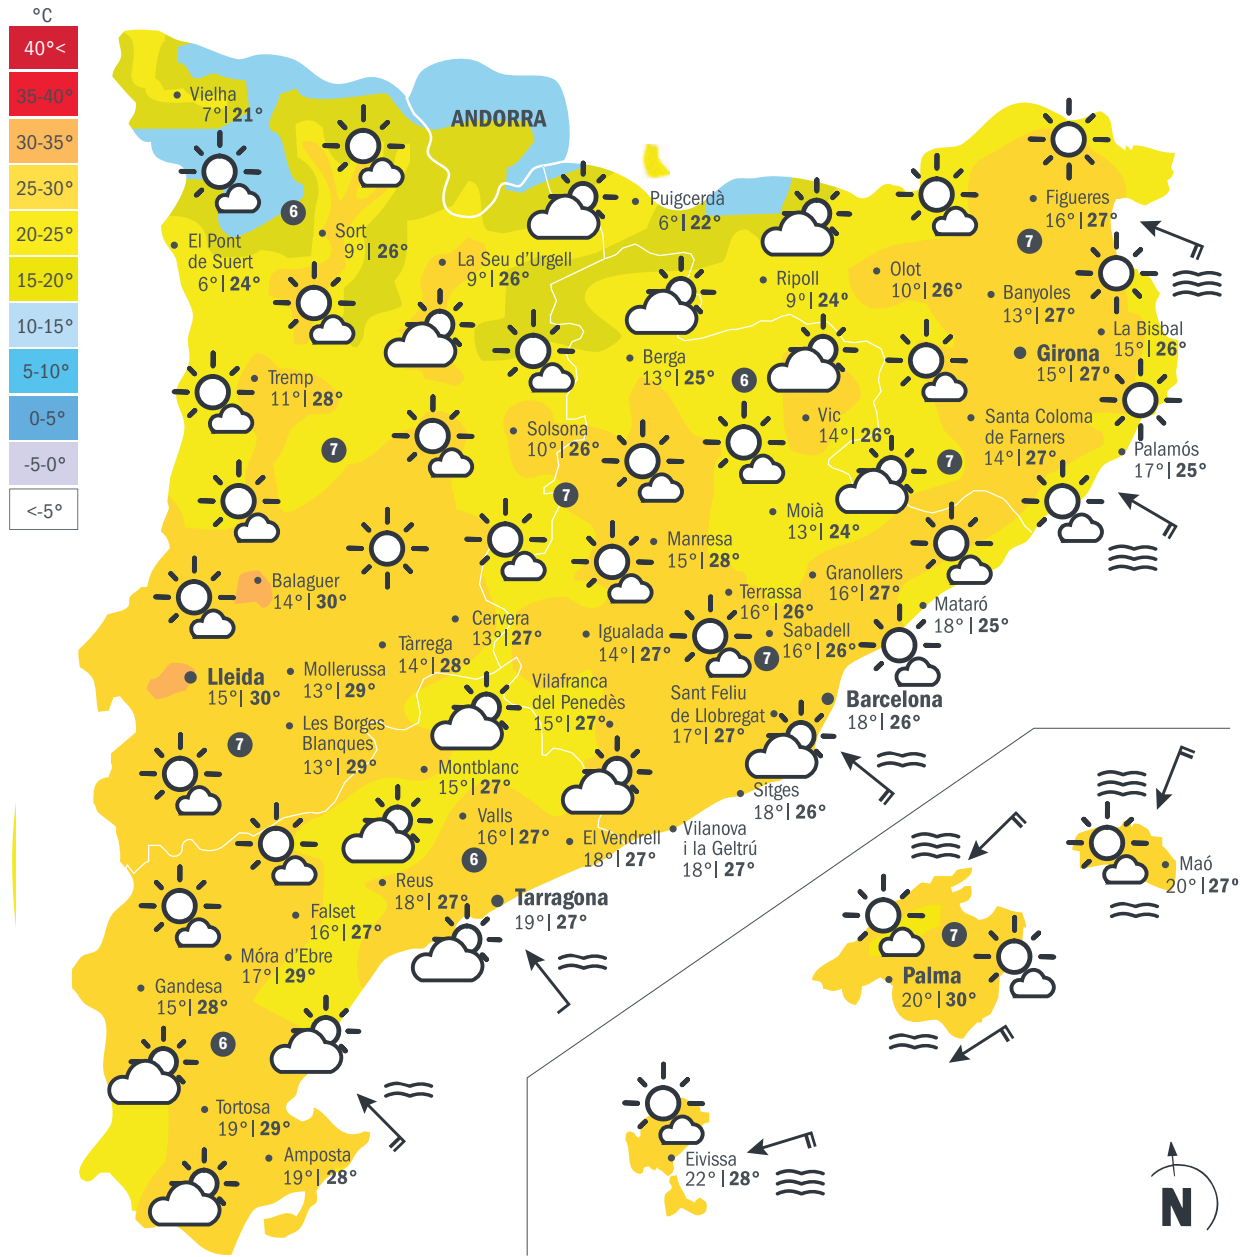 °C
40°<
35-40°
30-35°
25-30°
20-25°
15-20°
10-15°
5-10°
0-5°
-5-0°
<-5°
Vielha
7°|21°
ANDORRA
6
Sort
9°|26°
El Pont
de Suert
6°|24°
La Seu d'Urgell
9°|26°
Puigcerdà
6°|22°
Ripoll
9°|24°
Olot
10°|26°
Figueres
16°|27°
7
Banyoles
13°|27°
La Bisbal
15°|26°
Girona
15°|27°
Berga
13°|25°
6
Tremp
11°|28°
7
Solsona
10°|26°
7
Vic
14°|26°
Santa Coloma
de Farners
14°|27°
7
Palamós
17°|25°
Moià
13°|24°
Manresa
15°|28°
Balaguer
14°|30°
Granollers
16°|27°
Terrassa
16°|26°
Mataró
18°|25°
Cervera
13°|27°
Igualada
14°|27°
Sabadell
16°|26°
7
Tàrrega
14°|28°
Lleida
15°|30°
Mollerussa
13°|29°
Vilafranca
del Penedès
15°|27°
Sant Feliu
de Llobregat
17°|27°
Barcelona
18°|26°
Les Borges
Blanques
13°|29°
7
Montblanc
15°|27°
Sitges
18°|26°
Valls
16°|27°
El Vendrell
18°|27°
Vilanova
i la Geltrú
18°|27°
6
Reus
18°|27°
Tarragona
19°|27°
Falset
16°|27°
Móra d'Ebre
17°|29°
Gandesa
15°|28°
6
Tortosa
19°|29°
Amposta
19°|28°
Maó
20°|27°
7
Palma
20°|30°
Eivissa
22°|28°
N